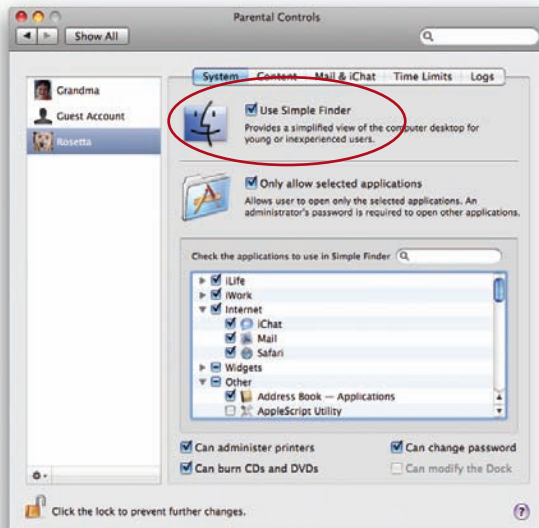 Parental Controls
Show All
System Content Mail & iChat Time Limits Logs
Grandma
Guest Account
Rosetta
Use Simple Finder
Provides a simplified view of the computer desktop for
young or inexperienced users.
Only allow selected applications
Allows user to open only the selected applications. An
administrator's password is required to open other applications.
Check the applications to use in Simple Finder
iLife
iWork
Internet
iChat
Mail
Safari
Widgets
Other
Address Book — Applications
AppleScript Utility
Can administer printers
Can change password
Can burn CDs and DVDs
Can modify the Dock
Click the lock to prevent further changes.
?